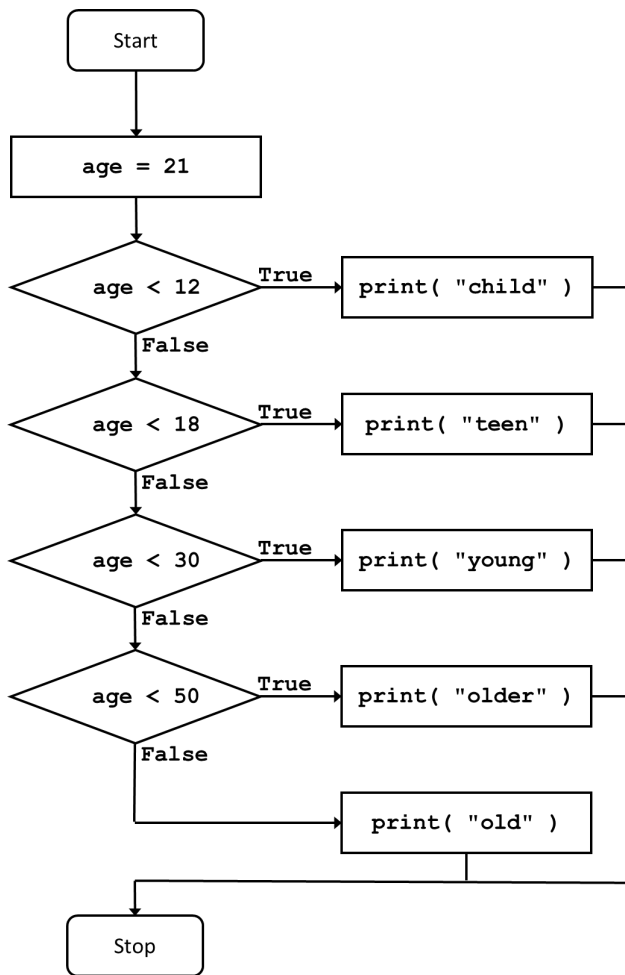 Start
age = 21
age < 12
True
print( "child" )
False
age < 18
True
print( "teen" )
False
age < 30
True
print( "young" )
False
age < 50
True
print( "older" )
False
print( "old" )
Stop